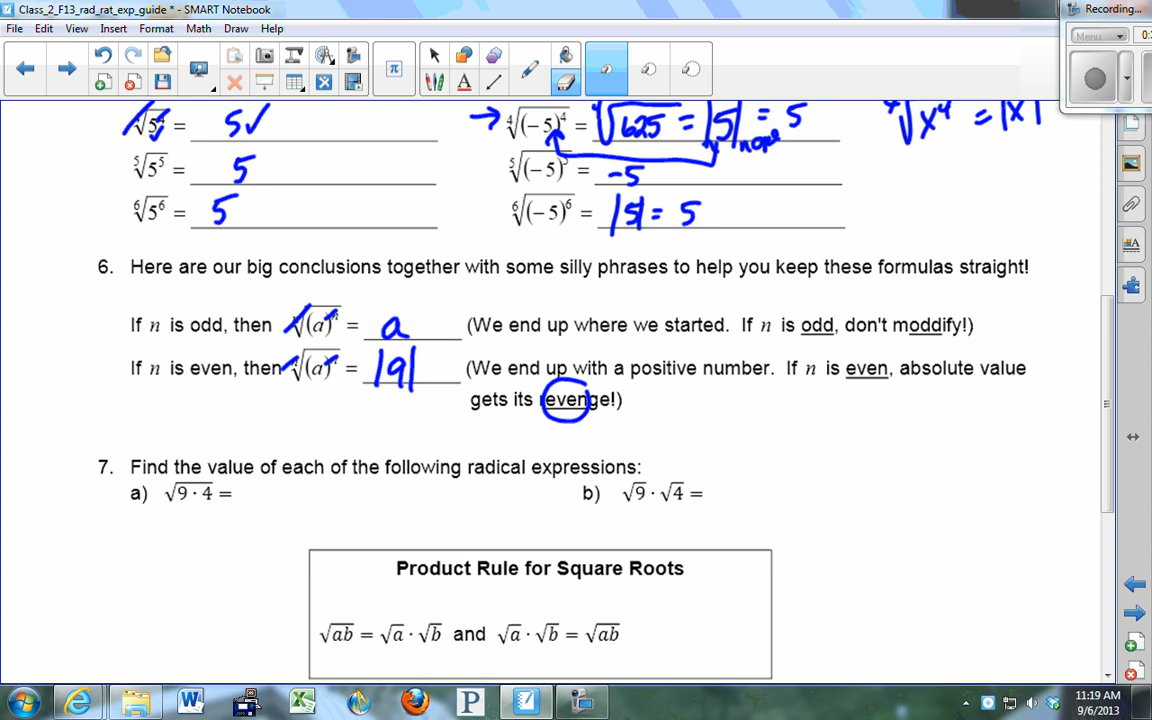 Class_2_F13_rad_rat_exp_guide * - SMART Notebook
Recording...
File Edit View Insert Format Math Draw Help
Menu
π
A
⁴√5⁴ = 5✓
→ ⁴√(−5)⁴ = ⁴√625 = |5| = 5
nope
⁴√x⁴ = |x|
⁵√5⁵ = 5
⁵√(−5)⁵ = -5
⁶√5⁶ = 5
⁶√(−5)⁶ = |5| = 5
6. Here are our big conclusions together with some silly phrases to help you keep these formulas straight!
If n is odd, then ⁿ√(a)ⁿ = a (We end up where we started. If n is odd, don't moddify!)
If n is even, then ⁿ√(a)ⁿ = |a| (We end up with a positive number. If n is even, absolute value
gets its revenge!)
7. Find the value of each of the following radical expressions:
a) √9 · 4 =
b) √9 · √4 =
Product Rule for Square Roots
√ab = √a · √b and √a · √b = √ab
11:19 AM
9/6/2013